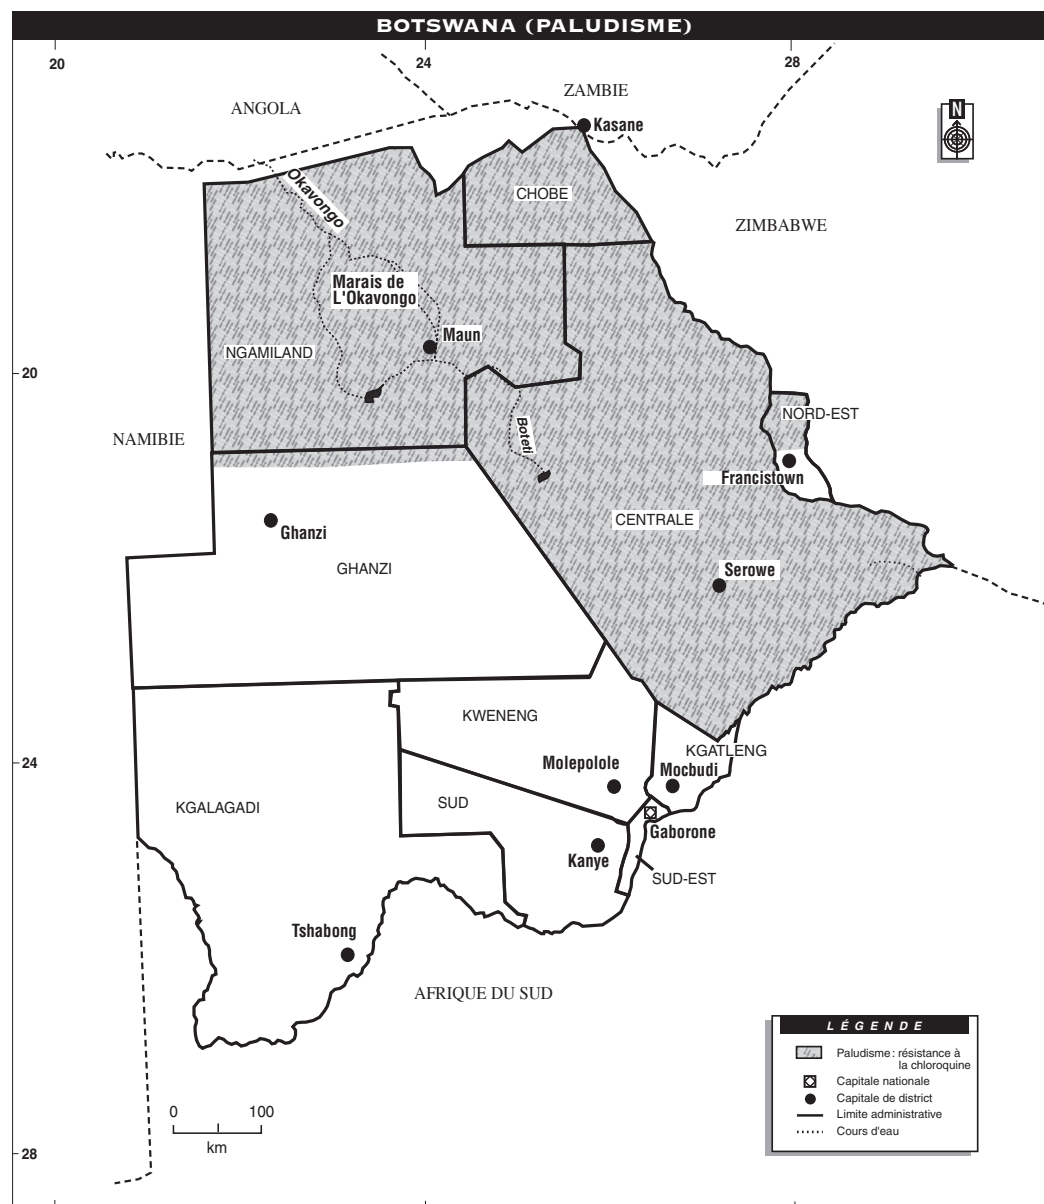 BOTSWANA (PALUDISME)
20
24
28
ZAMBIE
ANGOLA
N
Kasane
Okavongo
CHOBE
ZIMBABWE
Marais de
L'Okavongo
Maun
NGAMILAND
20
NORD-EST
NAMIBIE
Boteti
Francistown
CENTRALE
Ghanzi
GHANZI
Serowe
KWENENG
KGATLENG
24
Molepolole
Mocbudi
SUD
KGALAGADI
Gaborone
Kanye
SUD-EST
Tshabong
AFRIQUE DU SUD
LÉGENDE
Paludisme : résistance à
la chloroquine
Capitale nationale
Capitale de district
Limite administrative
Cours d'eau
0
100
km
28